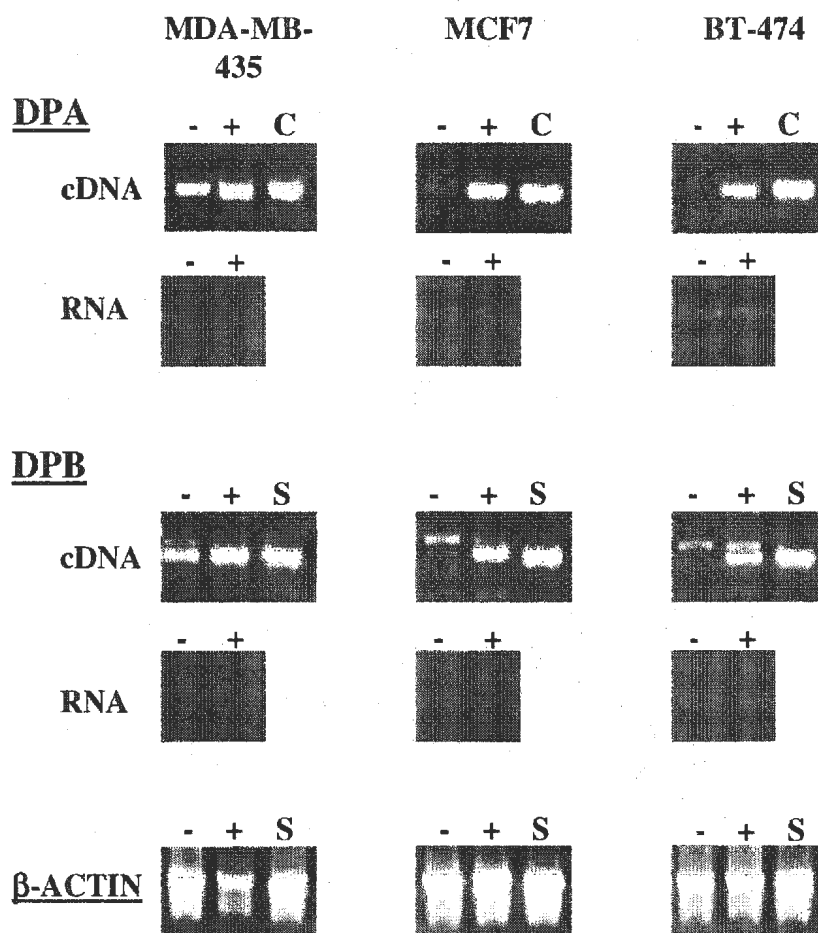 MDA-MB-435 MCF7 BT-474
DPA
- + C - + C - + C
cDNA
- + - + - +
RNA
DPB
- + S - + S - + S
cDNA
- + - + - +
RNA
- + S - + S - + S
β-ACTIN